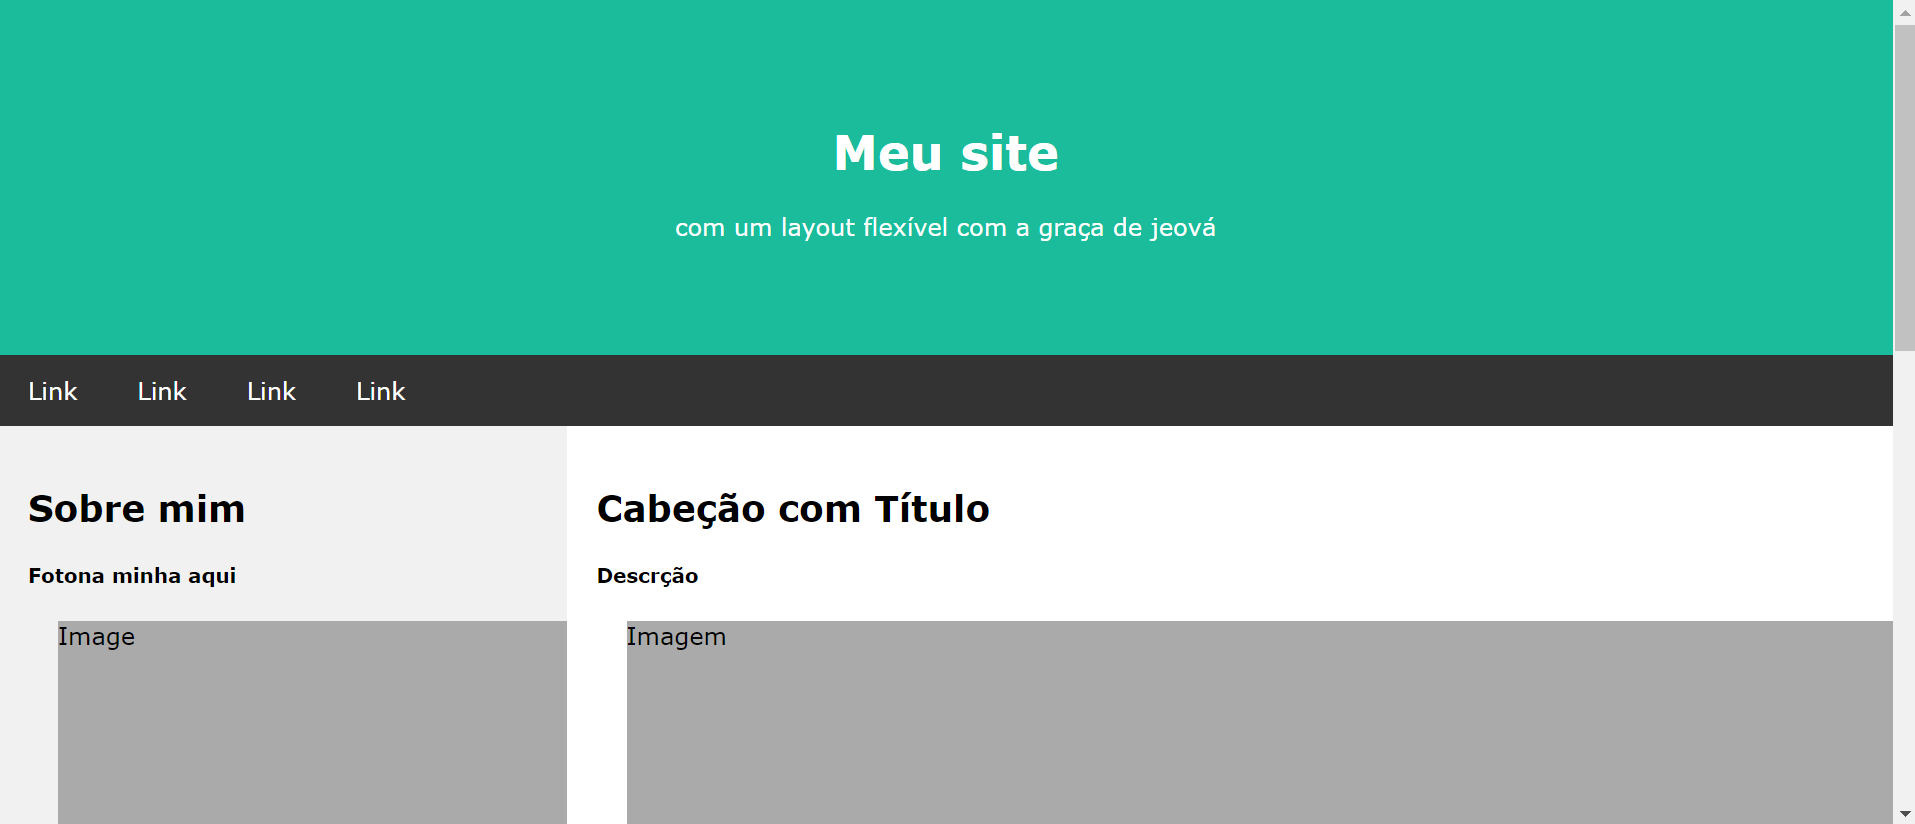 Meu site
com um layout flexível com a graça de jeová
Link Link Link Link
Sobre mim
Fotona minha aqui
Image
Cabeção com Título
Descrção
Imagem